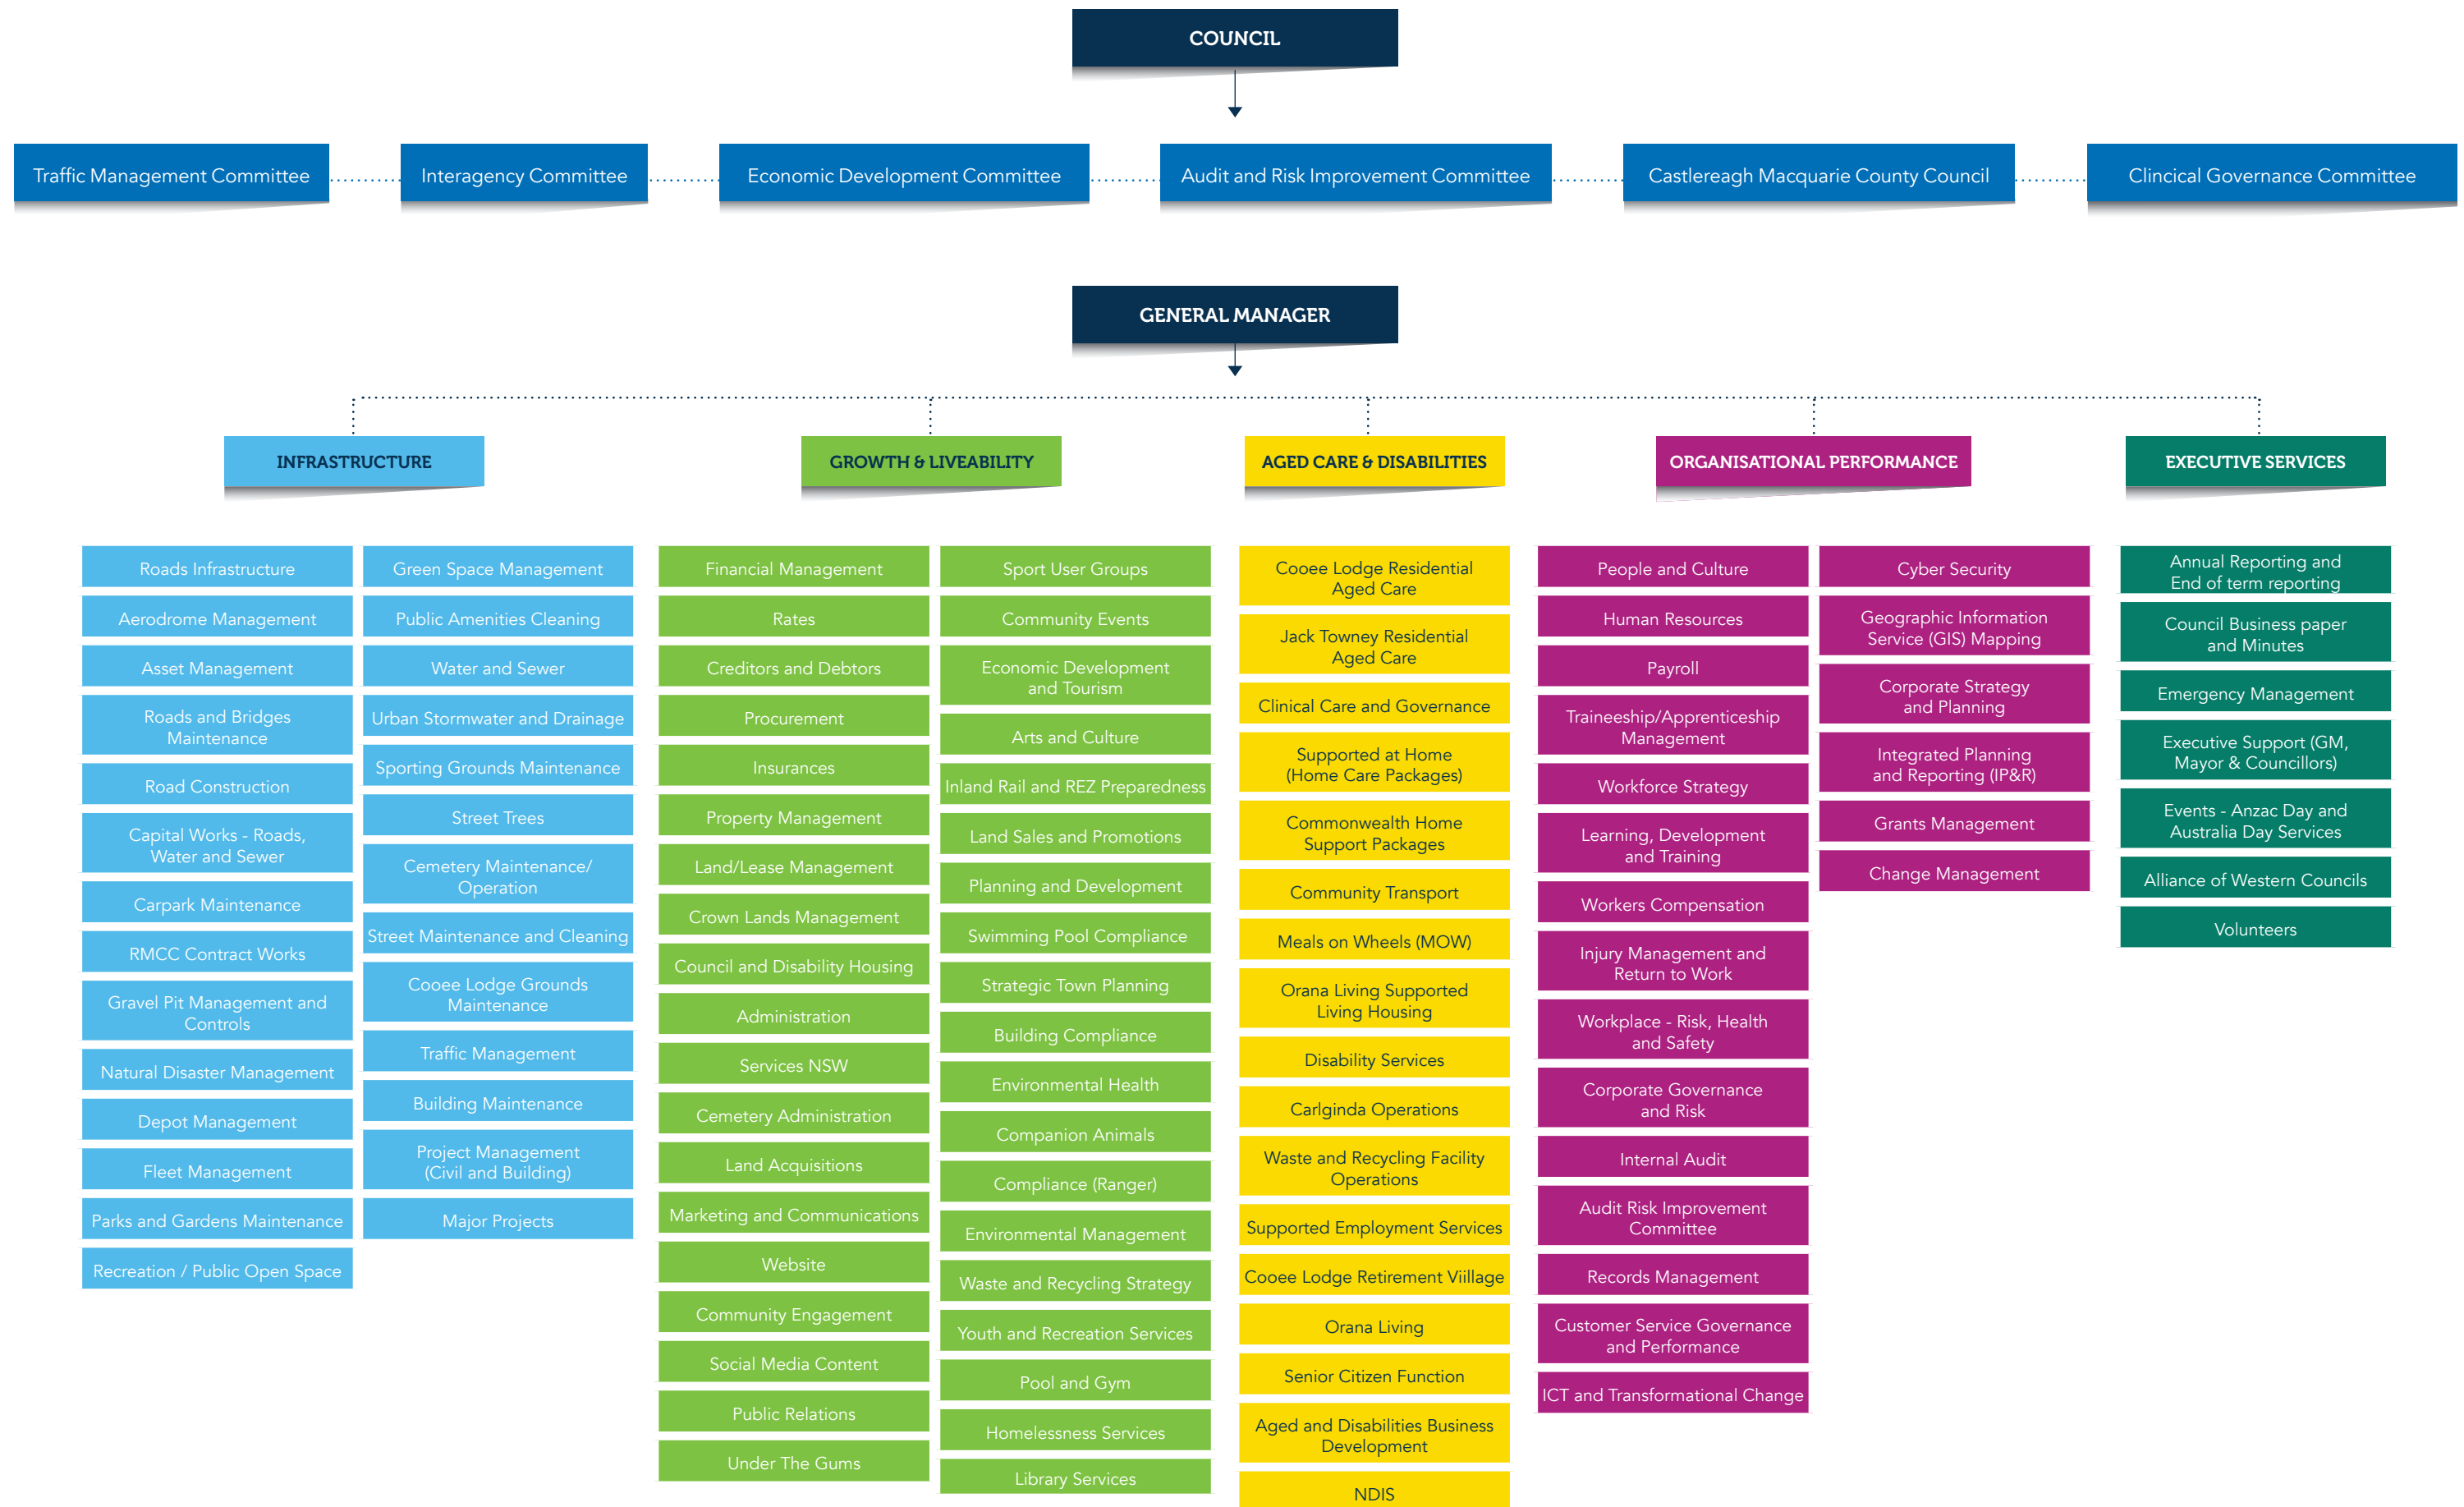 COUNCIL
Traffic Management Committee
Interagency Committee
Economic Development Committee
Audit and Risk Improvement Committee
Castlereagh Macquarie County Council
Clincical Governance Committee
GENERAL MANAGER
INFRASTRUCTURE
GROWTH & LIVEABILITY
AGED CARE & DISABILITIES
ORGANISATIONAL PERFORMANCE
EXECUTIVE SERVICES
Roads Infrastructure
Aerodrome Management
Asset Management
Roads and Bridges
Maintenance
Road Construction
Capital Works - Roads,
Water and Sewer
Carpark Maintenance
RMCC Contract Works
Gravel Pit Management and
Controls
Natural Disaster Management
Depot Management
Fleet Management
Parks and Gardens Maintenance
Recreation / Public Open Space
Green Space Management
Public Amenities Cleaning
Water and Sewer
Urban Stormwater and Drainage
Sporting Grounds Maintenance
Street Trees
Cemetery Maintenance/
Operation
Street Maintenance and Cleaning
Cooee Lodge Grounds
Maintenance
Traffic Management
Building Maintenance
Project Management
(Civil and Building)
Major Projects
Financial Management
Rates
Creditors and Debtors
Procurement
Insurances
Property Management
Land/Lease Management
Crown Lands Management
Council and Disability Housing
Administration
Services NSW
Cemetery Administration
Land Acquisitions
Marketing and Communications
Website
Community Engagement
Social Media Content
Public Relations
Under The Gums
Sport User Groups
Community Events
Economic Development
and Tourism
Arts and Culture
Inland Rail and REZ Preparedness
Land Sales and Promotions
Planning and Development
Swimming Pool Compliance
Strategic Town Planning
Building Compliance
Environmental Health
Companion Animals
Compliance (Ranger)
Environmental Management
Waste and Recycling Strategy
Youth and Recreation Services
Pool and Gym
Homelessness Services
Library Services
Cooee Lodge Residential
Aged Care
Jack Towney Residential
Aged Care
Clinical Care and Governance
Supported at Home
(Home Care Packages)
Commonwealth Home
Support Packages
Community Transport
Meals on Wheels (MOW)
Orana Living Supported
Living Housing
Disability Services
Carlginda Operations
Waste and Recycling Facility
Operations
Supported Employment Services
Cooee Lodge Retirement Viillage
Orana Living
Senior Citizen Function
Aged and Disabilities Business
Development
NDIS
People and Culture
Human Resources
Payroll
Traineeship/Apprenticeship
Management
Workforce Strategy
Learning, Development
and Training
Workers Compensation
Injury Management and
Return to Work
Workplace - Risk, Health
and Safety
Corporate Governance
and Risk
Internal Audit
Audit Risk Improvement
Committee
Records Management
Customer Service Governance
and Performance
ICT and Transformational Change
Cyber Security
Geographic Information
Service (GIS) Mapping
Corporate Strategy
and Planning
Integrated Planning
and Reporting (IP&R)
Grants Management
Change Management
Annual Reporting and
End of term reporting
Council Business paper
and Minutes
Emergency Management
Executive Support (GM,
Mayor & Councillors)
Events - Anzac Day and
Australia Day Services
Alliance of Western Councils
Volunteers